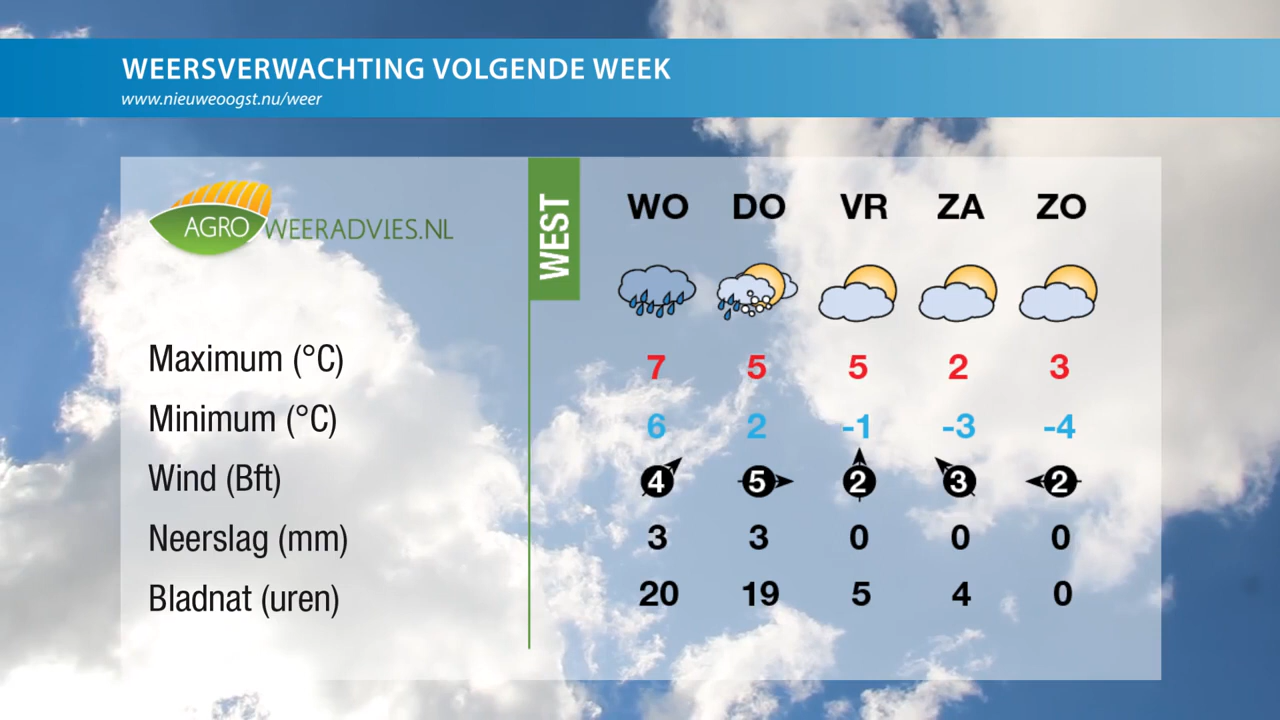 WEERSVERWACHTING VOLGENDE WEEK
www.nieuweoogst.nu/weer
AGRO WEERADVIES.NL
WEST
WO DO VR ZA ZO
Maximum (°C) 7 5 5 2 3
Minimum (°C) 6 2 -1 -3 -4
Wind (Bft) 4 5 2 3 2
Neerslag (mm) 3 3 0 0 0
Bladnat (uren) 20 19 5 4 0